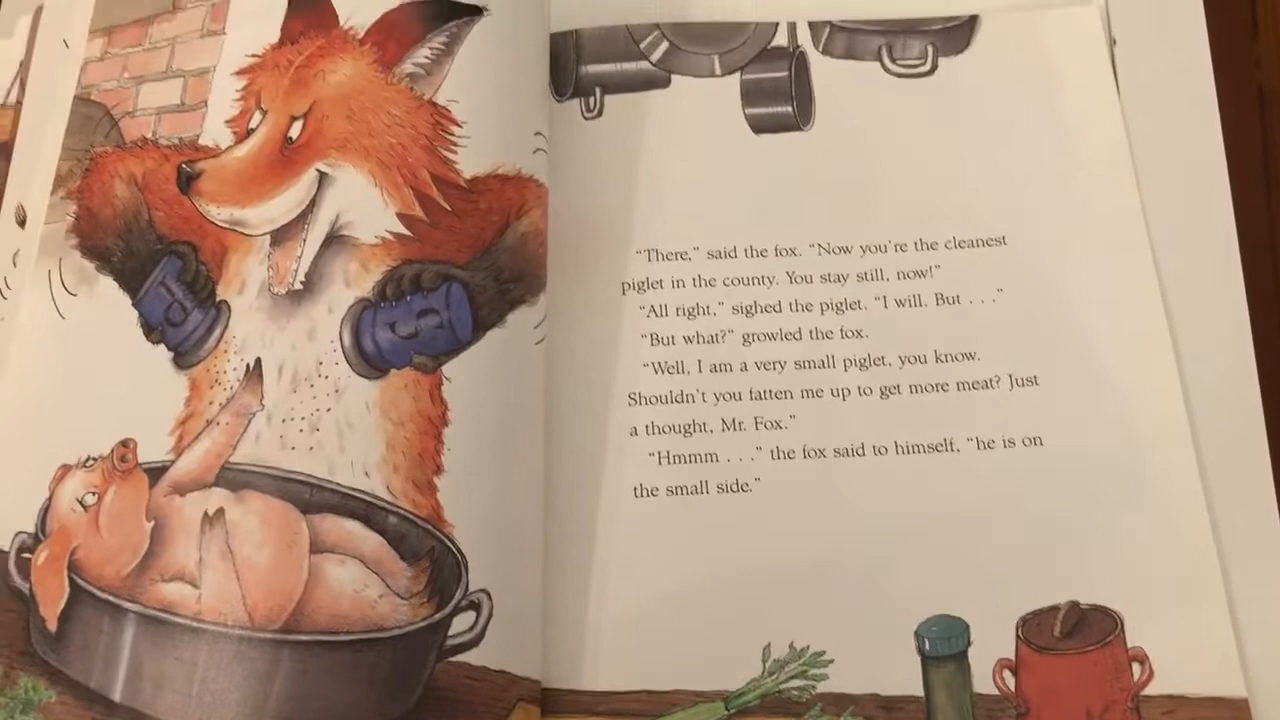 “There,” said the fox. “Now you’re the cleanest
piglet in the county. You stay still, now!”
“All right,” sighed the piglet. “I will. But . . .”
“But what?” growled the fox.
“Well, I am a very small piglet, you know.
Shouldn’t you fatten me up to get more meat? Just
a thought, Mr. Fox.”
“Hmmm . . .” the fox said to himself, “he is on
the small side.”